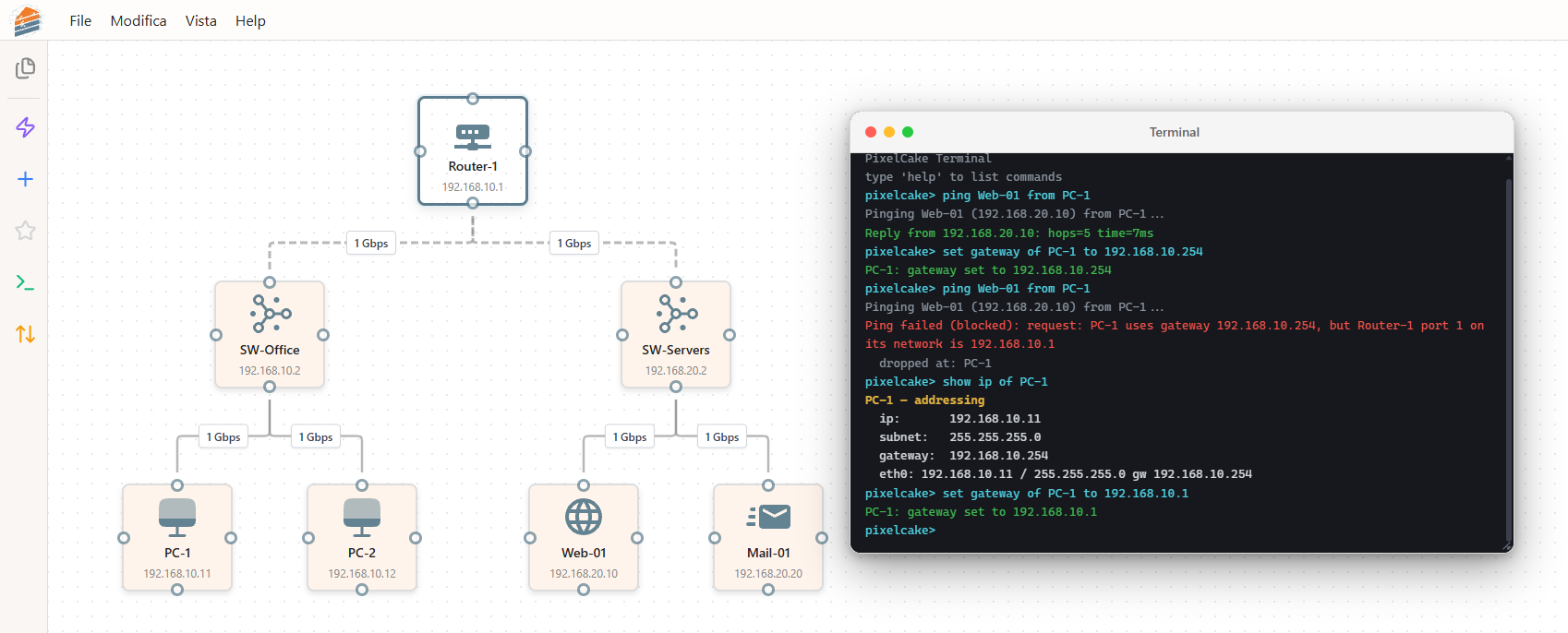 File Modifica Vista Help
Router-1
192.168.10.1
1 Gbps 1 Gbps
SW-Office SW-Servers
192.168.10.2 192.168.20.2
1 Gbps 1 Gbps 1 Gbps 1 Gbps
PC-1 PC-2 Web-01 Mail-01
192.168.10.11 192.168.10.12 192.168.20.10 192.168.20.20
Terminal
PixelCake Terminal
type 'help' to list commands
pixelcake> ping Web-01 from PC-1
Pinging Web-01 (192.168.20.10) from PC-1...
Reply from 192.168.20.10: hops=5 time=7ms
pixelcake> set gateway of PC-1 to 192.168.10.254
PC-1: gateway set to 192.168.10.254
pixelcake> ping Web-01 from PC-1
Pinging Web-01 (192.168.20.10) from PC-1...
Ping failed (blocked): request: PC-1 uses gateway 192.168.10.254, but Router-1 port 1 on
its network is 192.168.10.1
dropped at: PC-1
pixelcake> show ip of PC-1
PC-1 — addressing
ip: 192.168.10.11
subnet: 255.255.255.0
gateway: 192.168.10.254
eth0: 192.168.10.11 / 255.255.255.0 gw 192.168.10.254
pixelcake> set gateway of PC-1 to 192.168.10.1
PC-1: gateway set to 192.168.10.1
pixelcake>